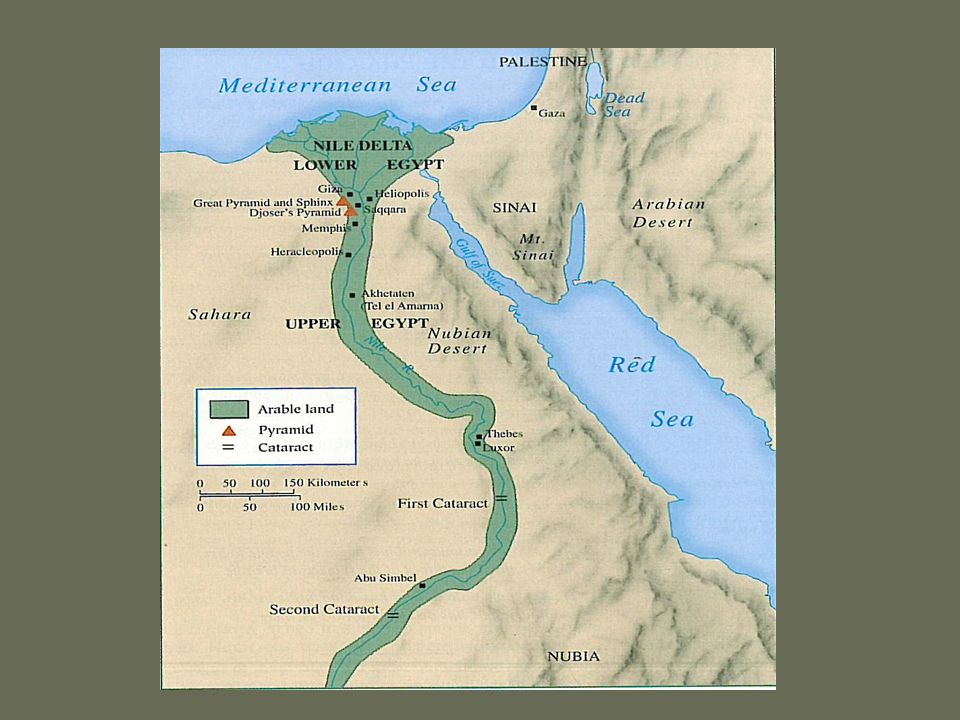 PALESTINE
Mediterranean Sea
Dead
Sea
Gaza
NILE DELTA
LOWER EGYPT
Giza
Heliopolis
Great Pyramid and Sphinx
Saqqara
Djoser's Pyramid
Memphis
SINAI
Arabian
Desert
Mt.
Sinai
Gulf of Suez
Heracleopolis
Akhetaten
(Tel el Amarna)
Sahara
UPPER EGYPT
Nubian
Desert
Nile R.
Rêd
Sea
Arable land
Pyramid
Cataract
0 50 100 150 Kilometers
0 50 100 Miles
Thebes
Luxor
First Cataract
Abu Simbel
Second Cataract
NUBIA